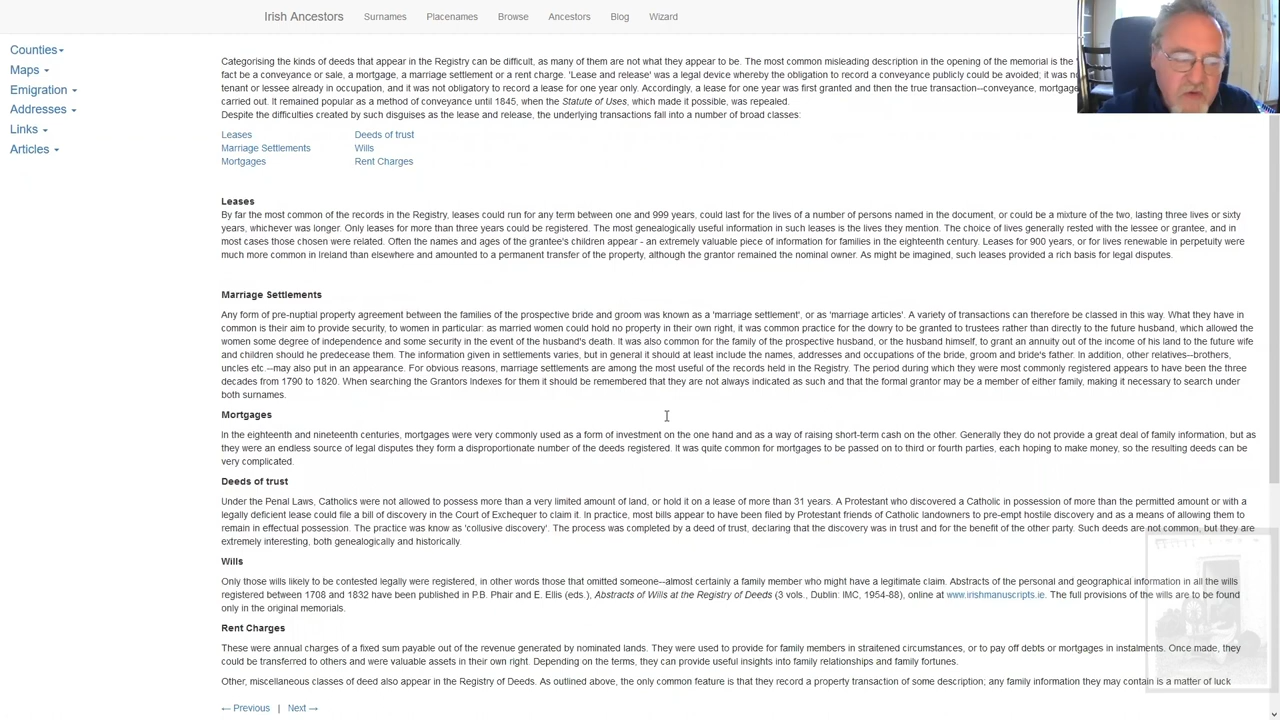 Irish Ancestors Surnames Placenames Browse Ancestors Blog Wizard
Counties
Maps
Emigration
Addresses
Links
Articles
Categorising the kinds of deeds that appear in the Registry can be difficult, as many of them are not what they appear to be. The most common misleading description in the opening of the memorial is the
fact be a conveyance or sale, a mortgage, a marriage settlement or a rent charge. 'Lease and release' was a legal device whereby the obligation to record a conveyance publicly could be avoided; it was
tenant or lessee already in occupation, and it was not obligatory to record a lease for one year only. Accordingly, a lease for one year was first granted and then the true transaction--conveyance, mortgage
carried out. It remained popular as a method of conveyance until 1845, when the Statute of Uses, which made it possible, was repealed.
Despite the difficulties created by such disguises as the lease and release, the underlying transactions fall into a number of broad classes:
Leases Deeds of trust
Marriage Settlements Wills
Mortgages Rent Charges
Leases
By far the most common of the records in the Registry, leases could run for any term between one and 999 years, could last for the lives of a number of persons named in the document, or could be a mixture of the two, lasting three lives or sixty
years, whichever was longer. Only leases for more than three years could be registered. The most genealogically useful information in such leases is the lives they mention. The choice of lives generally rested with the lessee or grantee, and in
most cases those chosen were related. Often the names and ages of the grantee's children appear - an extremely valuable piece of information for families in the eighteenth century. Leases for 900 years, or for lives renewable in perpetuity were
much more common in Ireland than elsewhere and amounted to a permanent transfer of the property, although the grantor remained the nominal owner. As might be imagined, such leases provided a rich basis for legal disputes.
Marriage Settlements
Any form of pre-nuptial property agreement between the families of the prospective bride and groom was known as a 'marriage settlement', or as 'marriage articles'. A variety of transactions can therefore be classed in this way. What they have in
common is their aim to provide security, to women in particular: as married women could hold no property in their own right, it was common practice for the dowry to be granted to trustees rather than directly to the future husband, which allowed the
women some degree of independence and some security in the event of the husband's death. It was also common for the family of the prospective husband, or the husband himself, to grant an annuity out of the income of his land to the future wife
and children should he predecease them. The information given in settlements varies, but in general it should at least include the names, addresses and occupations of the bride, groom and bride's father. In addition, other relatives--brothers,
uncles etc.--may also put in an appearance. For obvious reasons, marriage settlements are among the most useful of the records held in the Registry. The period during which they were most commonly registered appears to have been the three
decades from 1790 to 1820. When searching the Grantors Indexes for them it should be remembered that they are not always indicated as such and that the formal grantor may be a member of either family, making it necessary to search under
both surnames.
Mortgages
In the eighteenth and nineteenth centuries, mortgages were very commonly used as a form of investment on the one hand and as a way of raising short-term cash on the other. Generally they do not provide a great deal of family information, but as
they were an endless source of legal disputes they form a disproportionate number of the deeds registered. It was quite common for mortgages to be passed on to third or fourth parties, each hoping to make money, so the resulting deeds can be
very complicated.
Deeds of trust
Under the Penal Laws, Catholics were not allowed to possess more than a very limited amount of land, or hold it on a lease of more than 31 years. A Protestant who discovered a Catholic in possession of more than the permitted amount or with a
legally deficient lease could file a bill of discovery in the Court of Exchequer to claim it. In practice, most bills appear to have been filed by Protestant friends of Catholic landowners to pre-empt hostile discovery and as a means of allowing them to
remain in effectual possession. The practice was known as 'collusive discovery'. The process was completed by a deed of trust, declaring that the discovery was in trust and for the benefit of the other party. Such deeds are not common, but they are
extremely interesting, both genealogically and historically.
Wills
Only those wills likely to be contested legally were registered, in other words those that omitted someone--almost certainly a family member who might have a legitimate claim. Abstracts of the personal and geographical information in all the wills
registered between 1708 and 1832 have been published in P.B. Phair and E. Ellis (eds.), Abstracts of Wills at the Registry of Deeds (3 vols., Dublin: IMC, 1954-88), online at www.irishmanuscripts.ie. The full provisions of the wills are to be found
only in the original memorials.
Rent Charges
These were annual charges of a fixed sum payable out of the revenue generated by nominated lands. They were used to provide for family members in straitened circumstances, or to pay off debts or mortgages in instalments. Once made, they
could be transferred to others and were valuable assets in their own right. Depending on the terms, they can provide useful insights into family relationships and family fortunes.
Other, miscellaneous classes of deed also appear in the Registry of Deeds. As outlined above, the only common feature is that they record a property transaction of some description; any family information they may contain is a matter of luck
← Previous | Next →